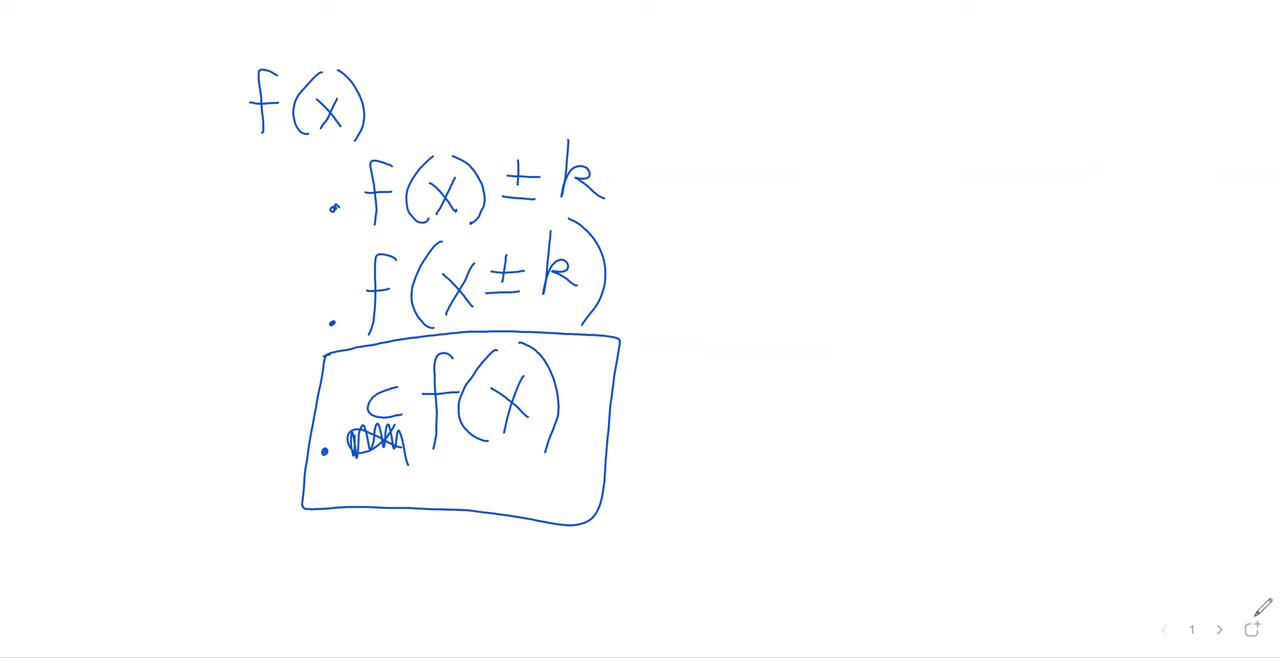 f(x)
. f(x) ± k
. f(x ± k)
. c f(x)
1